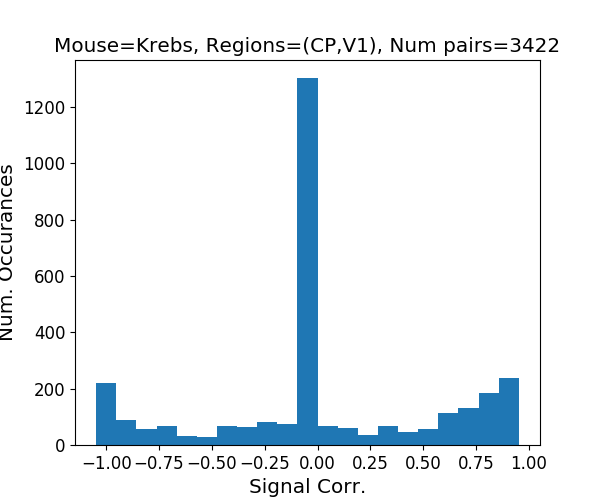 Mouse=Krebs, Regions=(CP,V1), Num pairs=3422
Num. Occurances
1200
1000
800
600
400
200
0
−1.00 −0.75 −0.50 −0.25 0.00 0.25 0.50 0.75 1.00
Signal Corr.